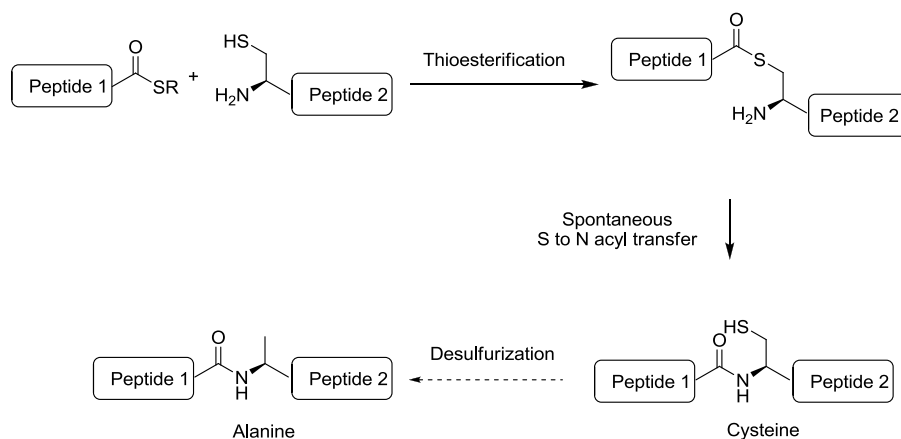 O
Peptide 1
SR
+
HS
H2N
Peptide 2
Thioesterification
O
Peptide 1
S
H2N
Peptide 2
Spontaneous
S to N acyl transfer
O
Peptide 1
N
H
Peptide 2
Alanine
Desulfurization
HS
O
Peptide 1
N
H
Peptide 2
Cysteine